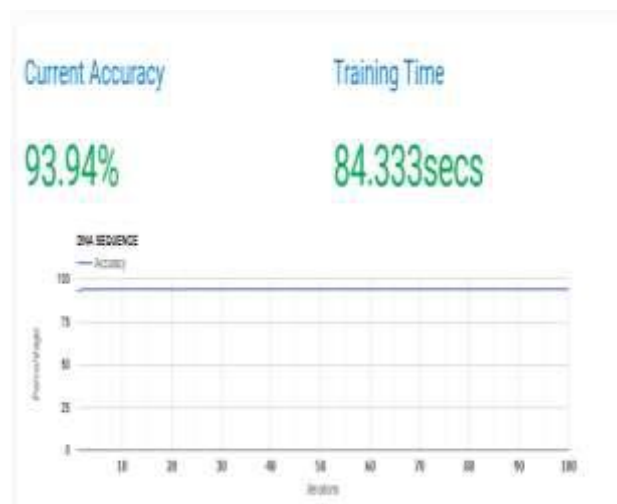 Current Accuracy
Training Time
93.94%
84.333secs
DNA SEQUENCE
Accuracy
100
75
50
25
0
10 20 30 40 50 60 70 80 90 100
Iterations